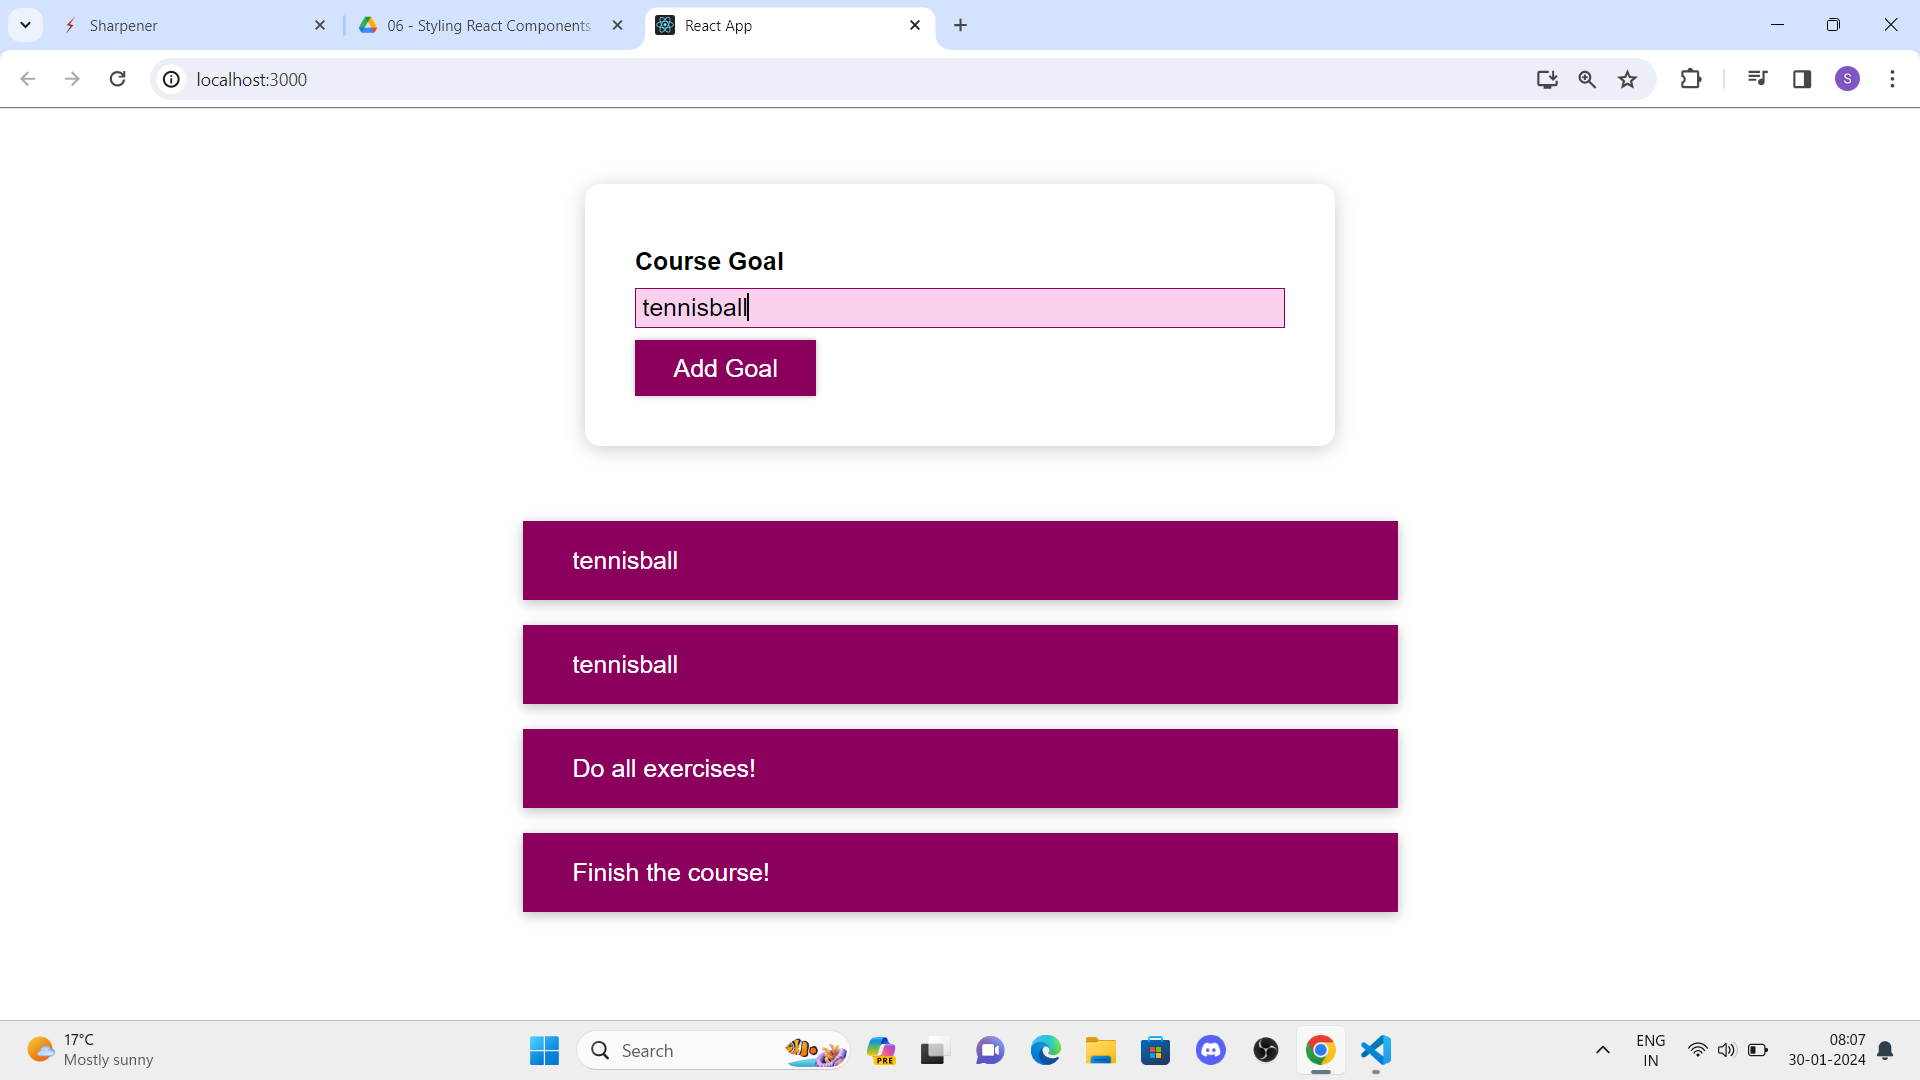 Sharpener
06 - Styling React Components
React App
localhost:3000
S
Course Goal
tennisball
Add Goal
tennisball
tennisball
Do all exercises!
Finish the course!
17°C
Mostly sunny
Search
PRE
ENG
IN
08:07
30-01-2024